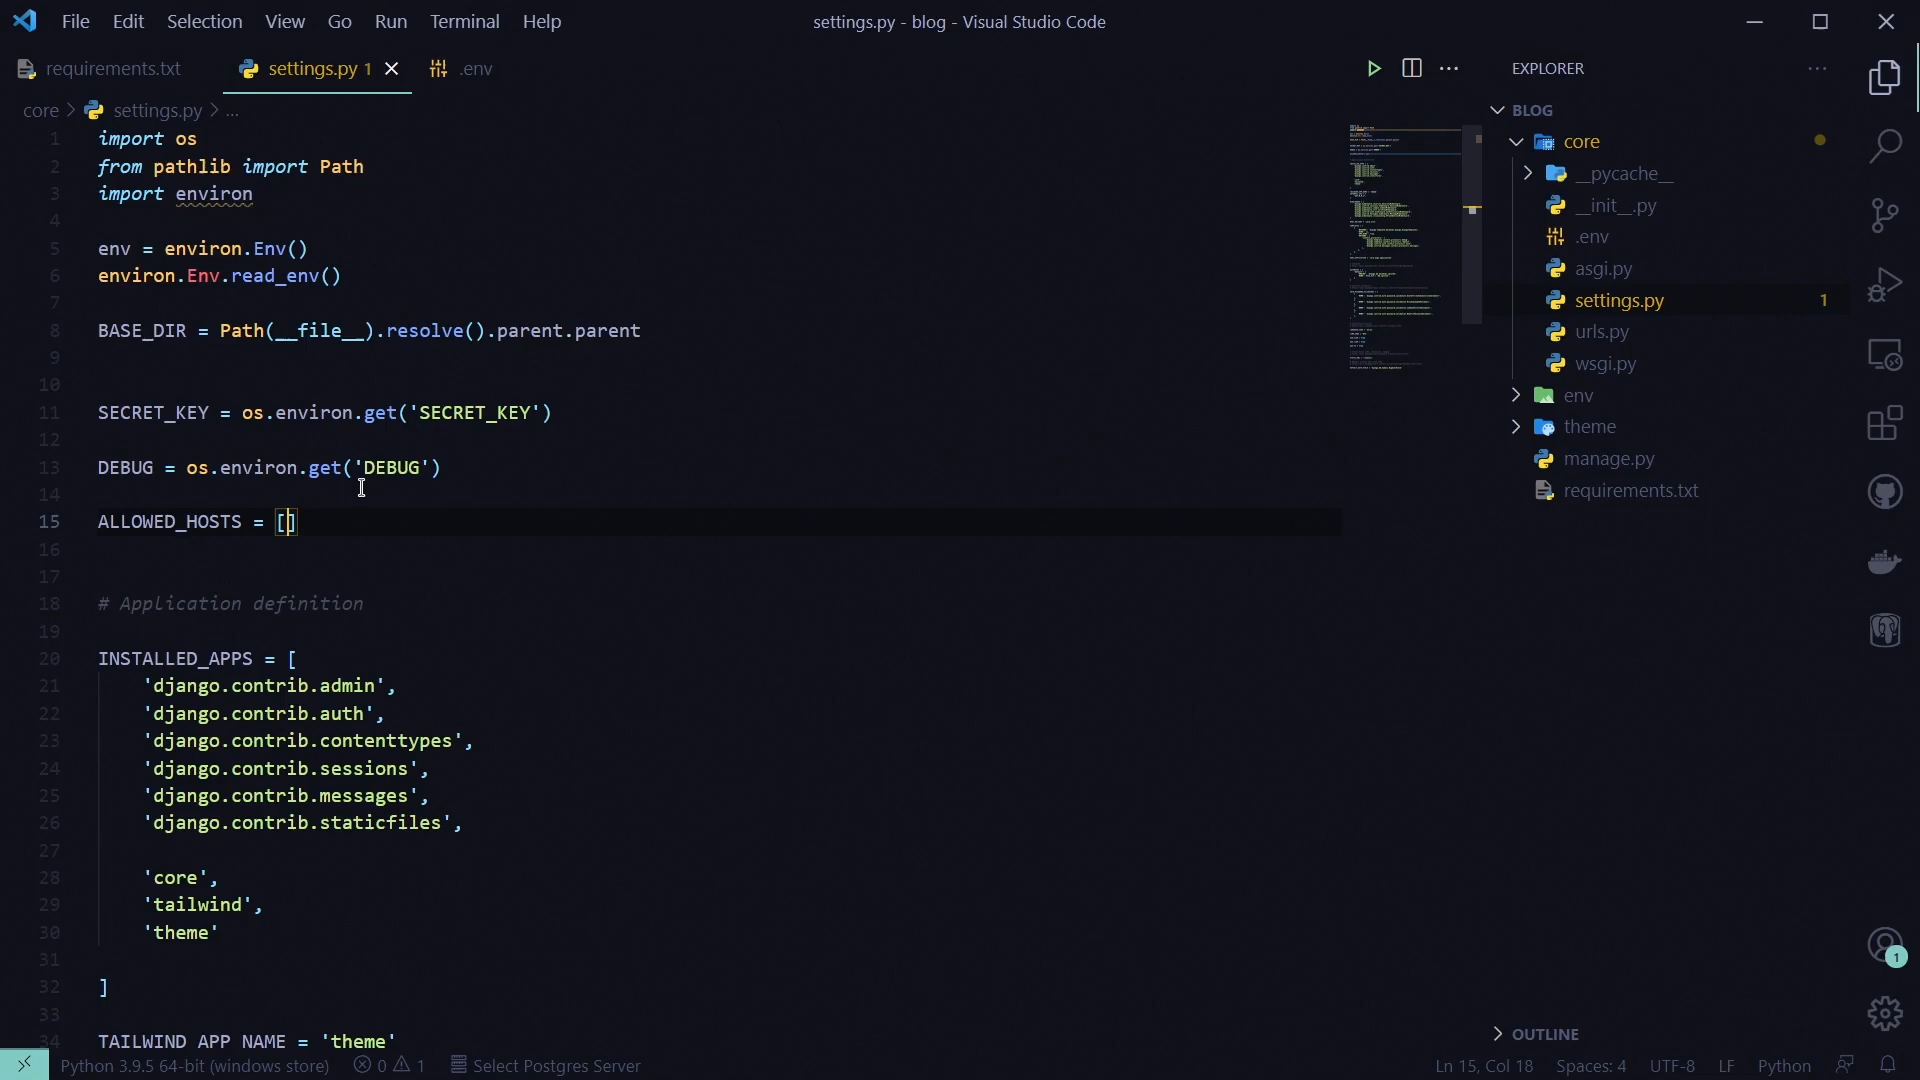 File Edit Selection View Go Run Terminal Help
settings.py - blog - Visual Studio Code
requirements.txt
settings.py 1
.env
core > settings.py > ...
1 import os
2 from pathlib import Path
3 import environ
4
5 env = environ.Env()
6 environ.Env.read_env()
7
8 BASE_DIR = Path(__file__).resolve().parent.parent
9
10
11 SECRET_KEY = os.environ.get('SECRET_KEY')
12
13 DEBUG = os.environ.get('DEBUG')
14
15 ALLOWED_HOSTS = []
16
17
18 # Application definition
19
20 INSTALLED_APPS = [
21 'django.contrib.admin',
22 'django.contrib.auth',
23 'django.contrib.contenttypes',
24 'django.contrib.sessions',
25 'django.contrib.messages',
26 'django.contrib.staticfiles',
27
28 'core',
29 'tailwind',
30 'theme'
31
32 ]
33
34 TAILWIND_APP_NAME = 'theme'
EXPLORER
BLOG
core
__pycache__
__init__.py
.env
asgi.py
settings.py 1
urls.py
wsgi.py
env
theme
manage.py
requirements.txt
OUTLINE
1
Python 3.9.5 64-bit (windows store) 0 1 Select Postgres Server
Ln 15, Col 18 Spaces: 4 UTF-8 LF Python